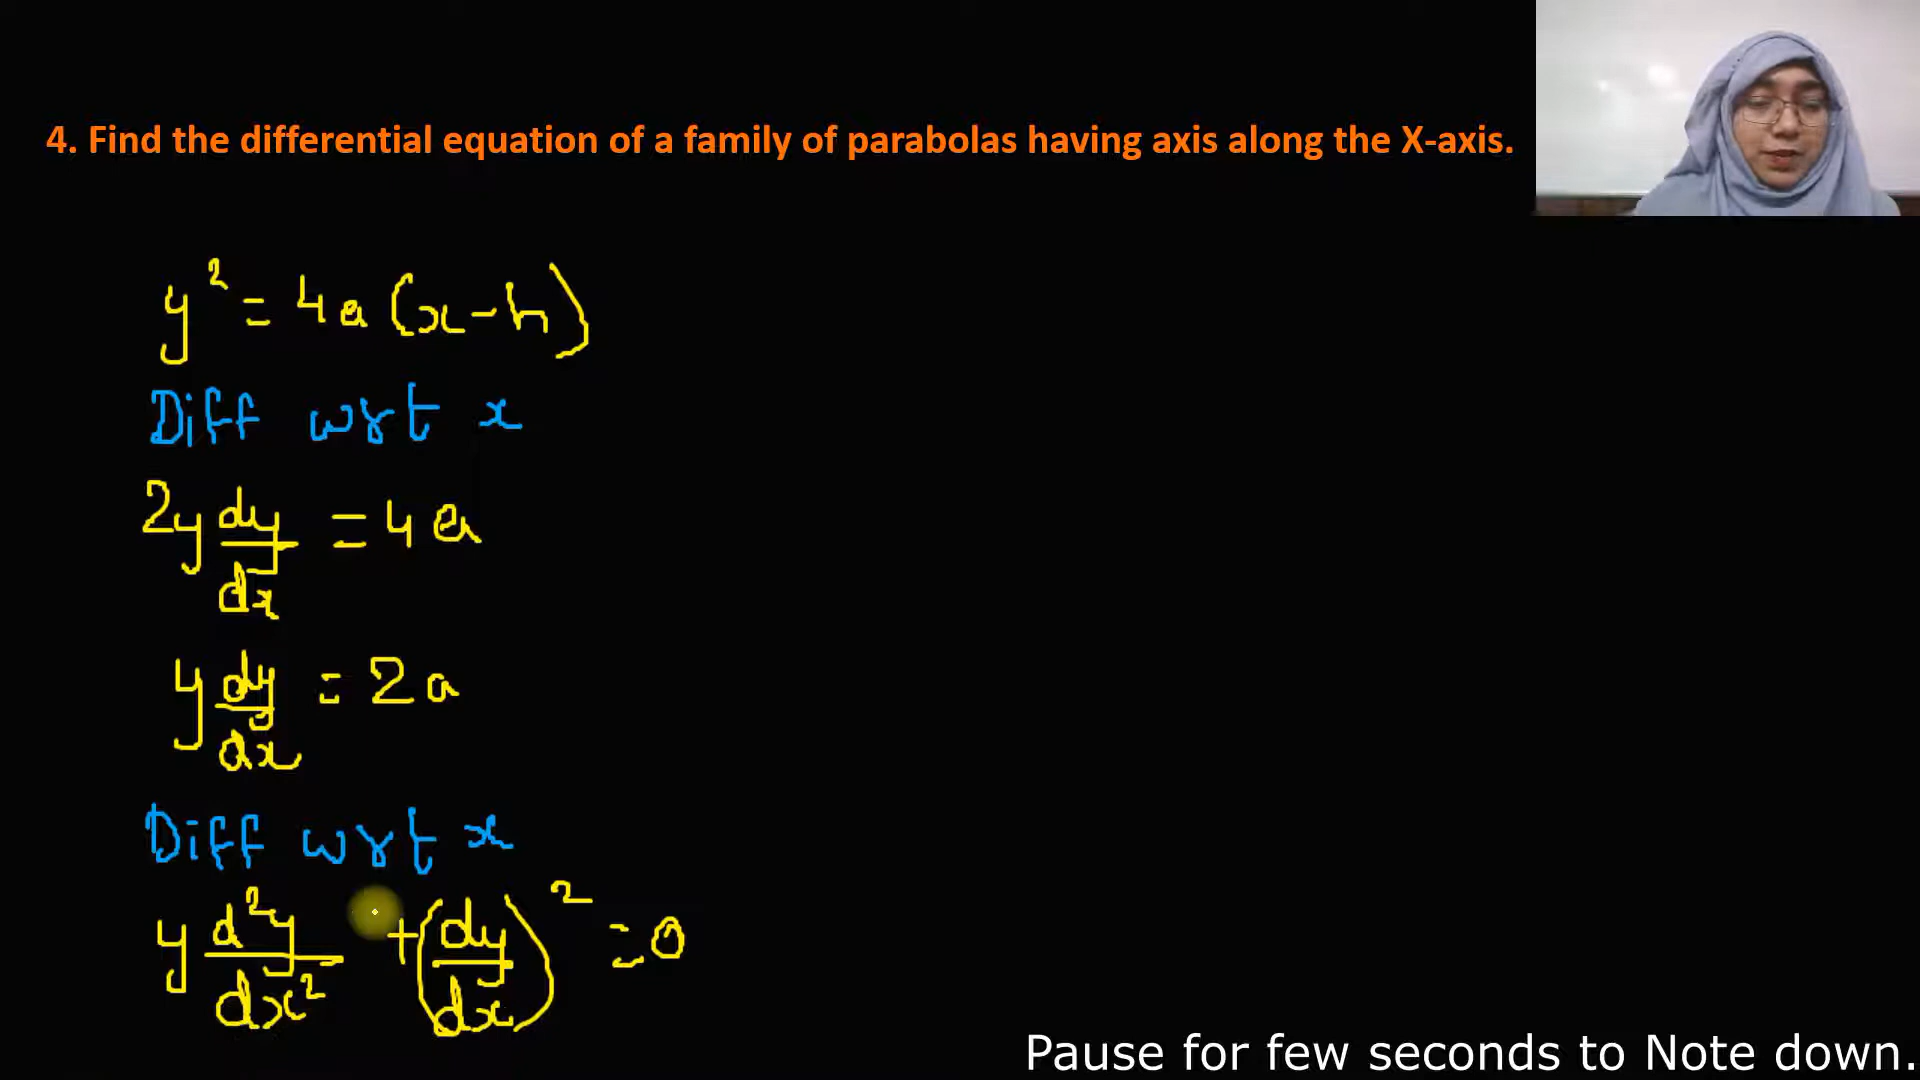 4. Find the differential equation of a family of parabolas having axis along the X-axis.
y² = 4a(x-h)
Diff wrt x
2y dy/dx = 4a
y dy/dx = 2a
Diff wrt x
y d²y/dx² + (dy/dx)² = 0
Pause for few seconds to Note down.